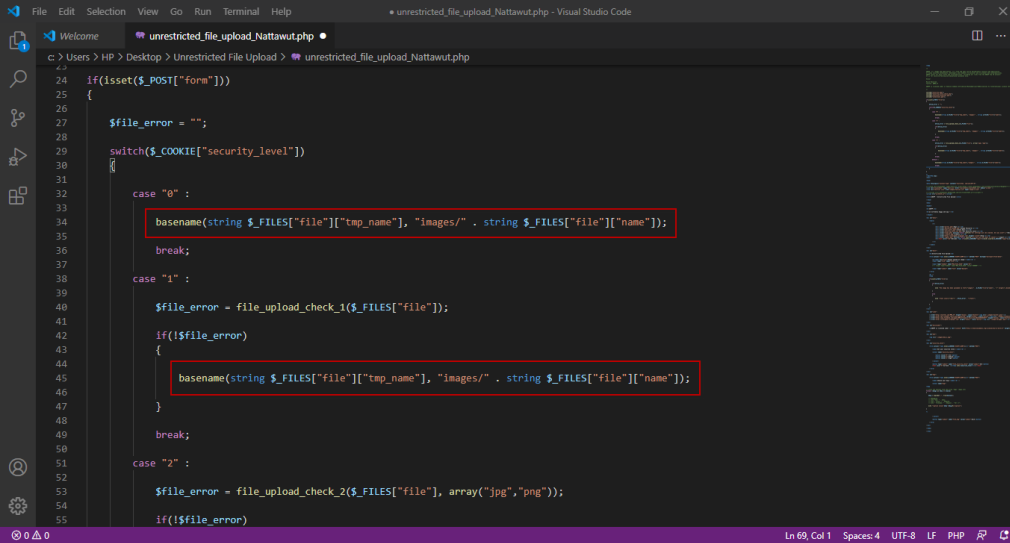 File Edit Selection View Go Run Terminal Help
● unrestricted_file_upload_Nattawut.php - Visual Studio Code
Welcome
unrestricted_file_upload_Nattawut.php ●
C: > Users > HP > Desktop > Unrestricted File Upload > unrestricted_file_upload_Nattawut.php
1
23
24 if(isset($_POST["form"]))
25 {
26
27 $file_error = "";
28
29 switch($_COOKIE["security_level"])
30 {
31
32 case "0" :
33
34 basename(string $_FILES["file"]["tmp_name"], "images/" . string $_FILES["file"]["name"]);
35
36 break;
37
38 case "1" :
39
40 $file_error = file_upload_check_1($_FILES["file"]);
41
42 if(!$file_error)
43 {
44
45 basename(string $_FILES["file"]["tmp_name"], "images/" . string $_FILES["file"]["name"]);
46
47 }
48
49 break;
50
51 case "2" :
52
53 $file_error = file_upload_check_2($_FILES["file"], array("jpg","png"));
54
55 if(!$file_error)
0 0
Ln 69, Col 1 Spaces: 4 UTF-8 LF PHP